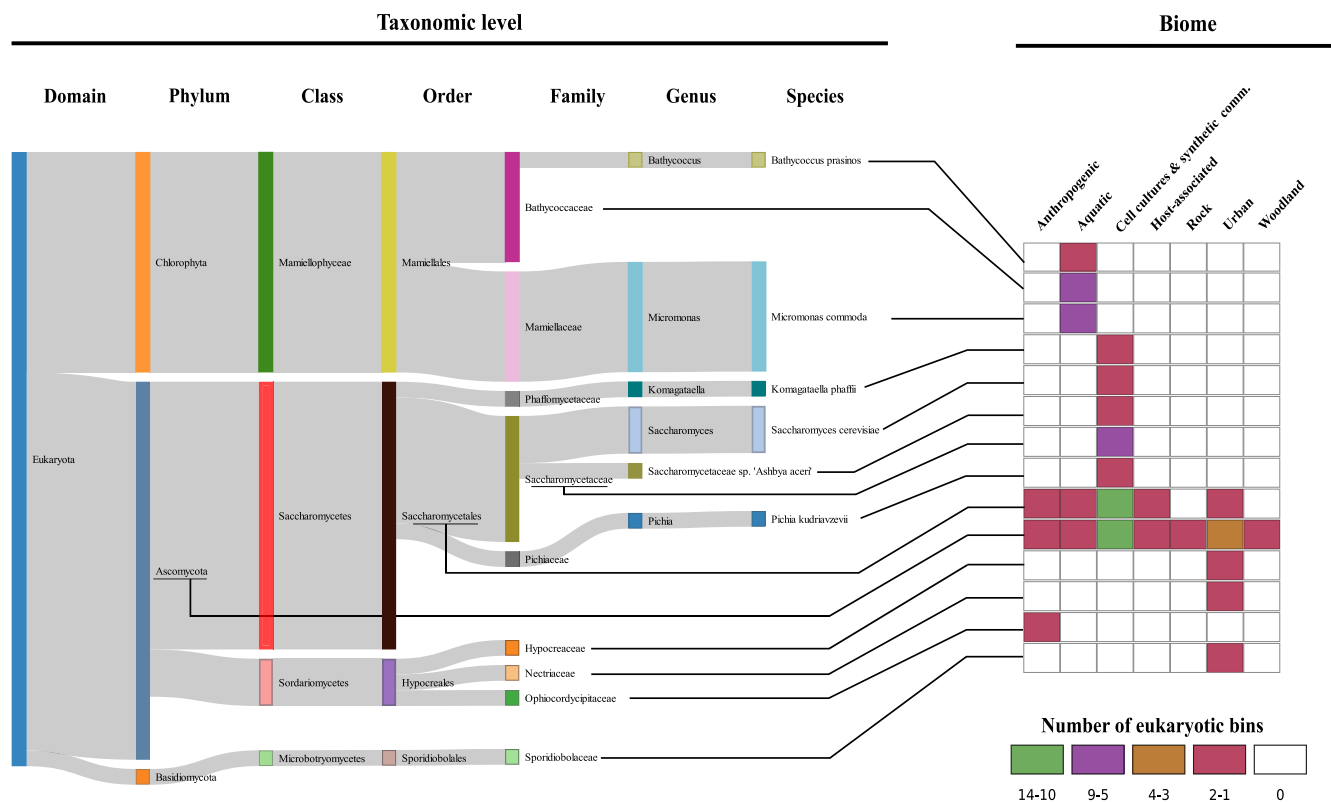 Taxonomic level
Biome
Domain Phylum Class Order Family Genus Species
Anthropogenic
Aquatic
Cell cultures & synthetic comm.
Host-associated
Rock
Urban
Woodland
Bathycoccus Bathycoccus prasinos
Bathycoccaceae
Chlorophyta Mamiellophyceae Mamiellales
Mamiellaceae Micromonas Micromonas commoda
Phaffomycetaceae Komagataella Komagataella phaffii
Saccharomyces Saccharomyces cerevisiae
Eukaryota
Saccharomycetaceae sp. 'Ashbya aceri'
Saccharomycetaceae
Saccharomycetes Saccharomycetales Pichia Pichia kudriavzevii
Pichiaceae
Ascomycota
Hypocreaceae
Sordariomycetes Hypocreales Nectriaceae
Ophiocordycipitaceae
Microbotryomycetes Sporidiobolales Sporidiobolaceae
Basidiomycota
Number of eukaryotic bins
14-10 9-5 4-3 2-1 0